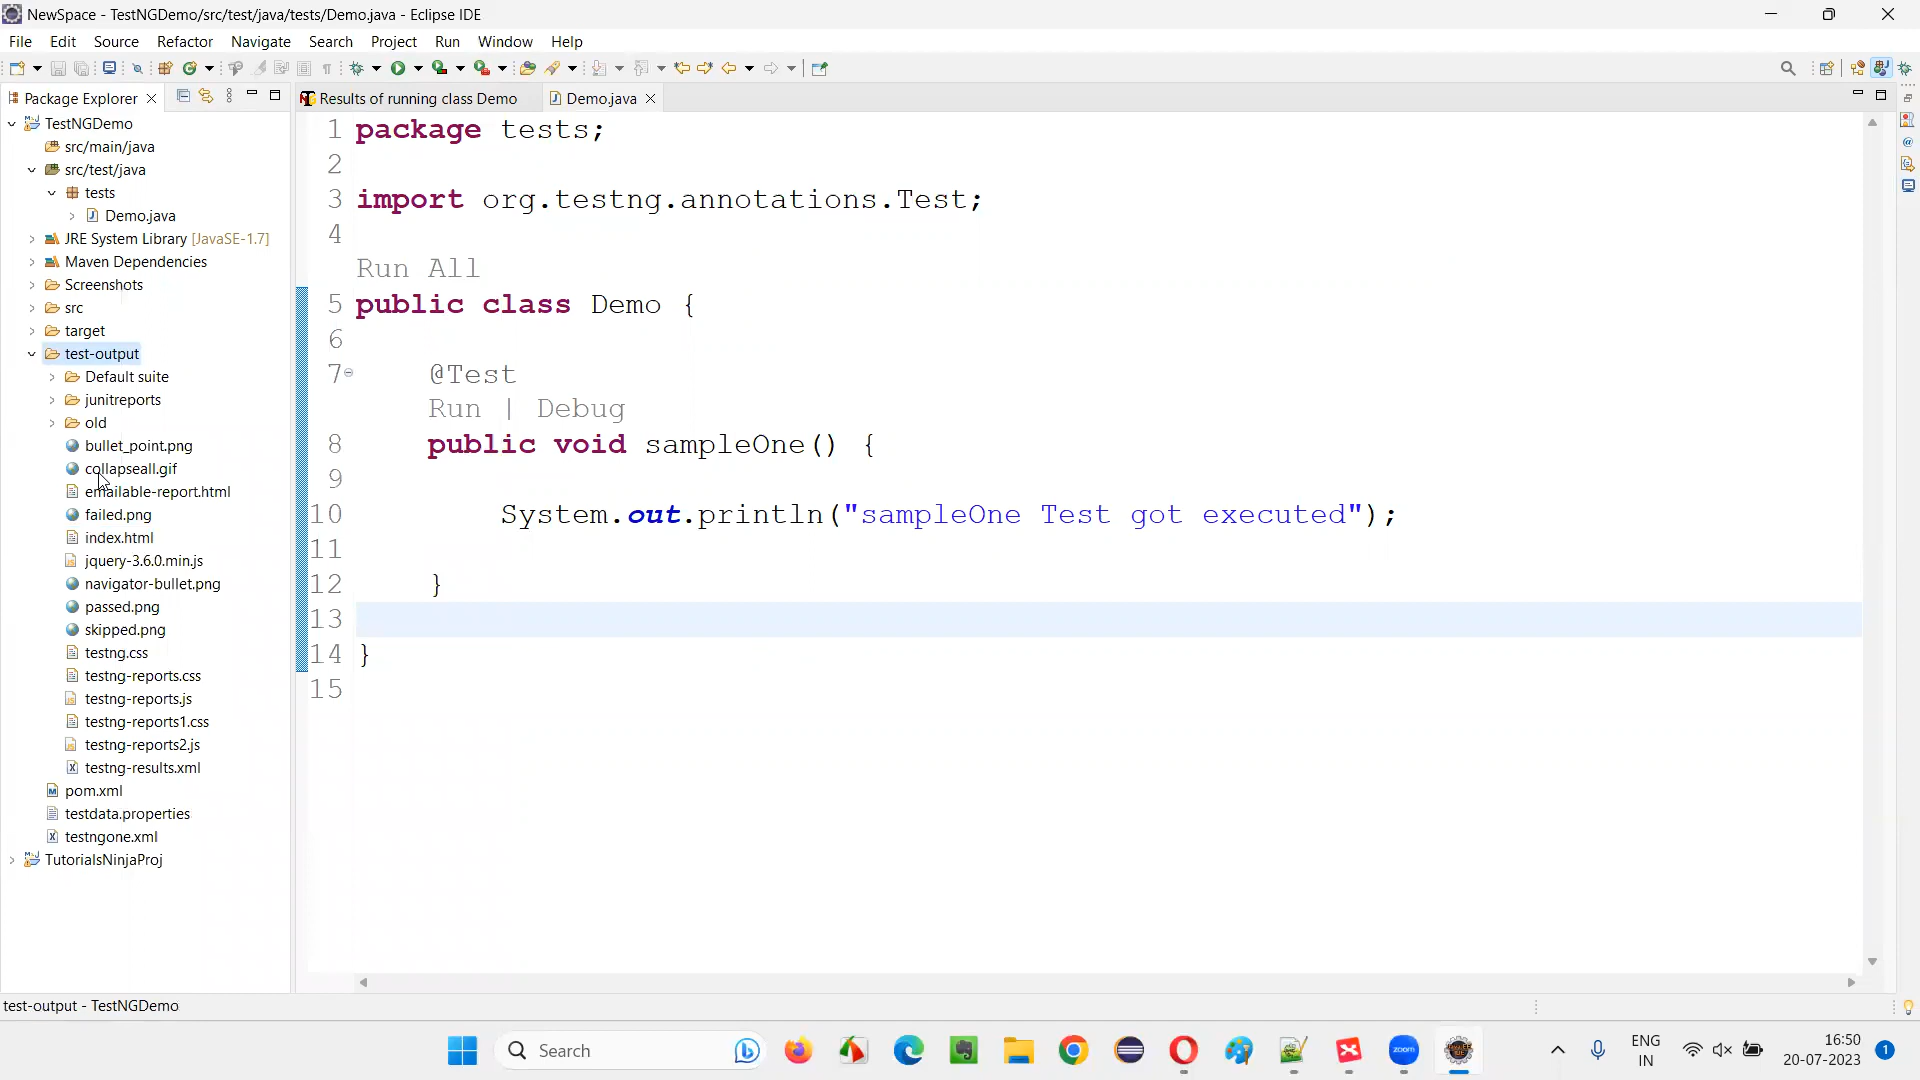 NewSpace - TestNGDemo/src/test/java/tests/Demo.java - Eclipse IDE
File Edit Source Refactor Navigate Search Project Run Window Help
Package Explorer
Results of running class Demo
Demo.java
TestNGDemo
src/main/java
src/test/java
tests
Demo.java
JRE System Library [JavaSE-1.7]
Maven Dependencies
Screenshots
src
target
test-output
Default suite
junitreports
old
bullet_point.png
collapseall.gif
emailable-report.html
failed.png
index.html
jquery-3.6.0.min.js
navigator-bullet.png
passed.png
skipped.png
testng.css
testng-reports.css
testng-reports.js
testng-reports1.css
testng-reports2.js
testng-results.xml
pom.xml
testdata.properties
testngone.xml
TutorialsNinjaProj
1 package tests;
2
3 import org.testng.annotations.Test;
4
Run All
5 public class Demo {
6
7 @Test
Run | Debug
8 public void sampleOne() {
9
10 System.out.println("sampleOne Test got executed");
11
12 }
13
14 }
15
test-output - TestNGDemo
Search
zoom
ENG
IN
16:50
20-07-2023
1